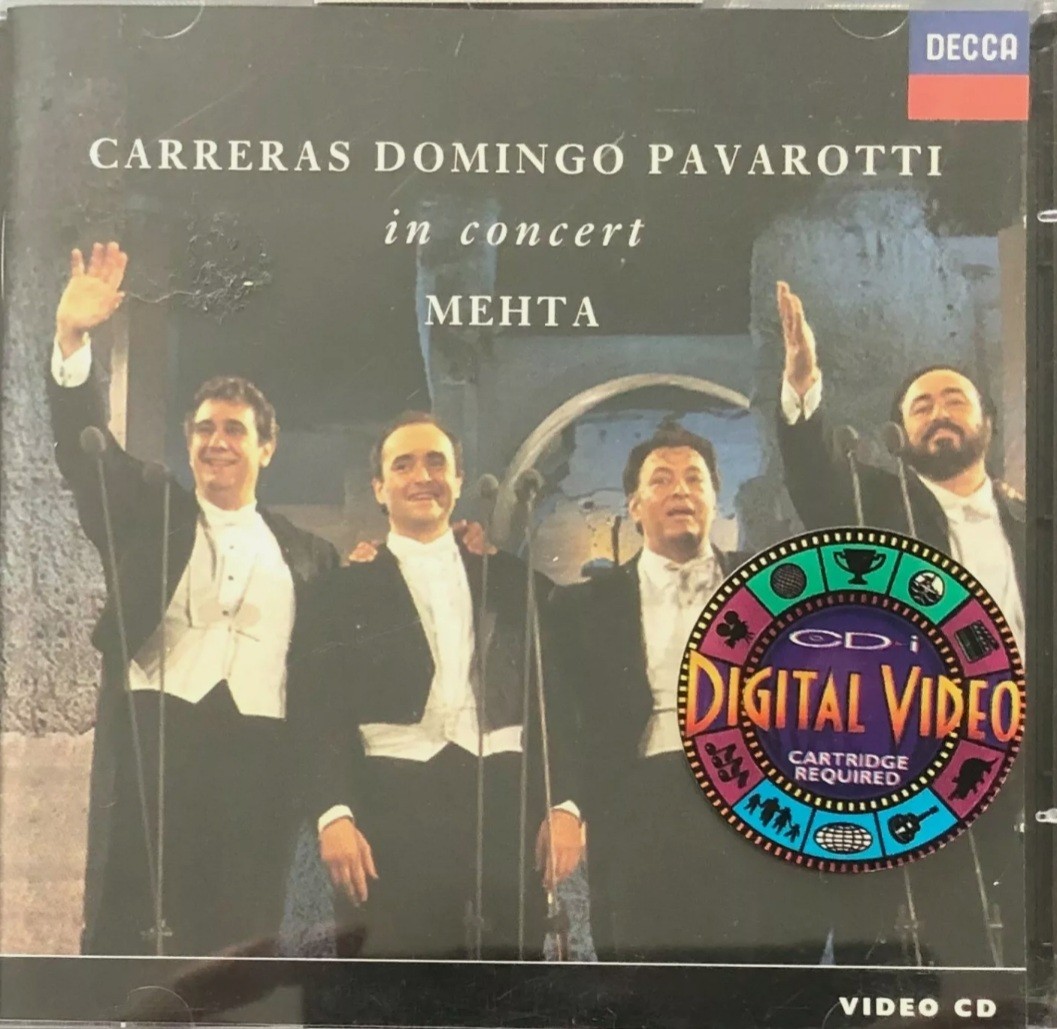 DECCA
CARRERAS DOMINGO PAVAROTTI
in concert
MEHTA
CD-i
DIGITAL VIDEO
CARTRIDGE
REQUIRED
VIDEO CD